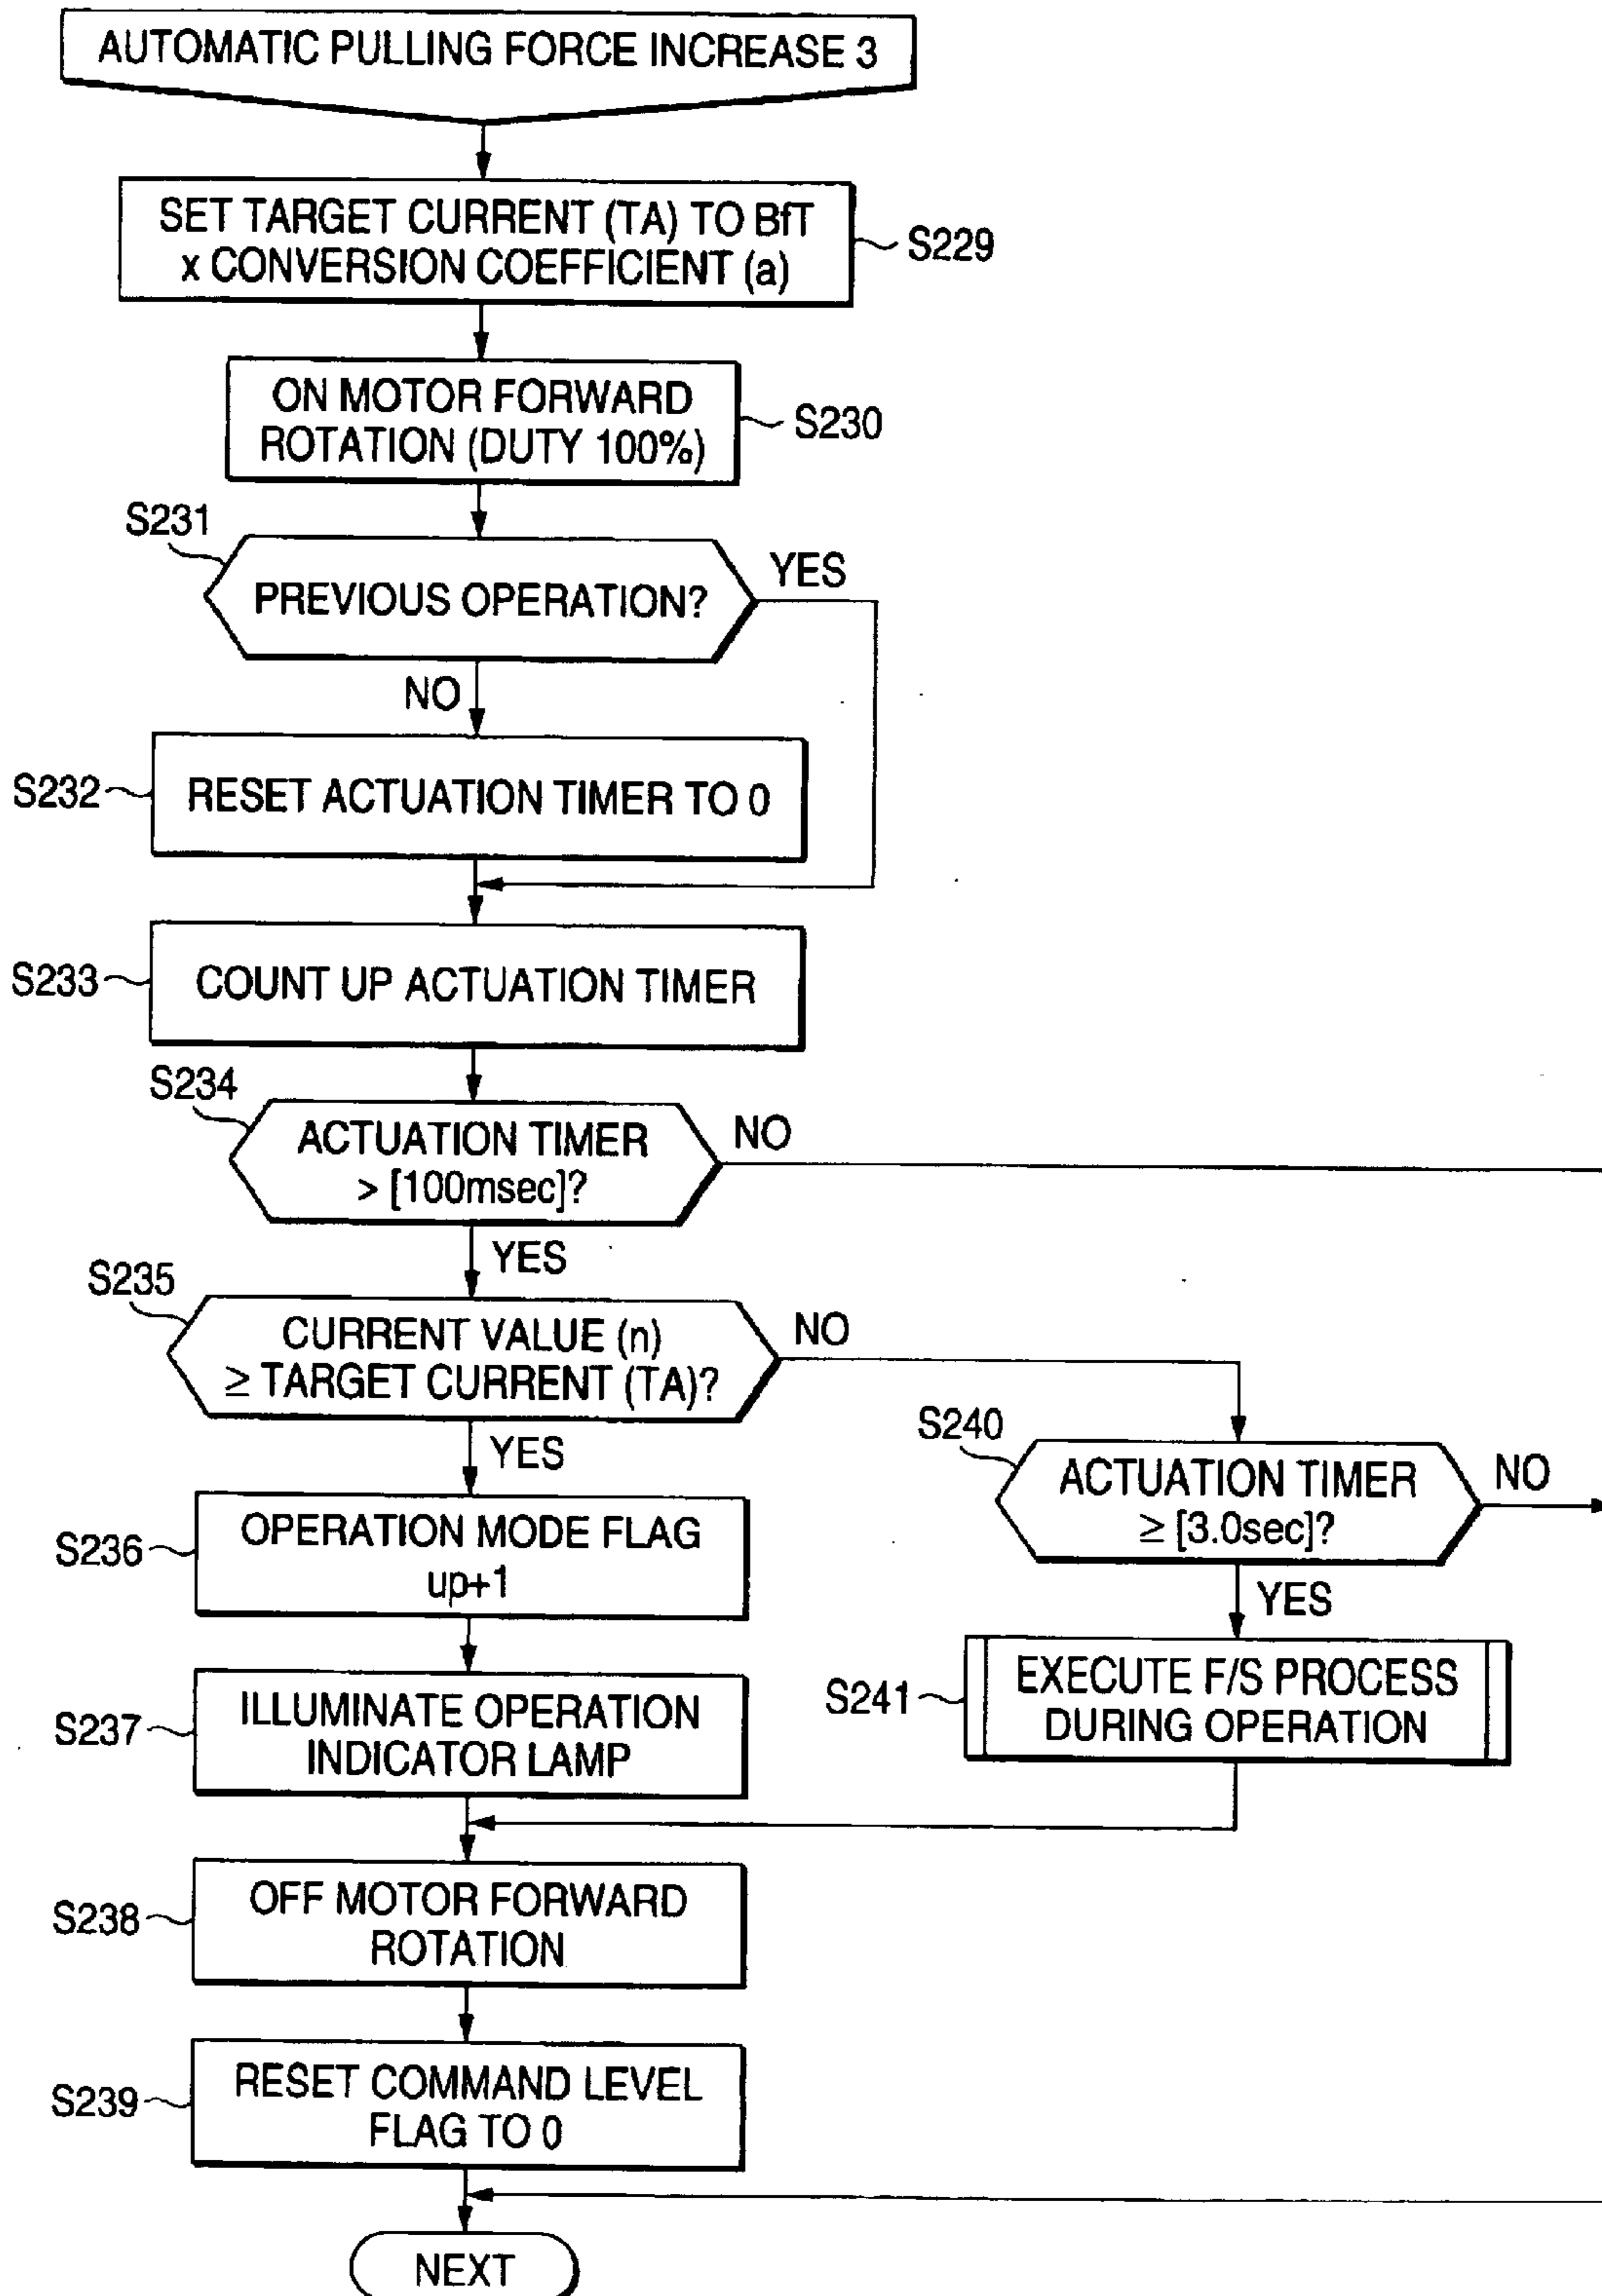 AUTOMATIC PULLING FORCE INCREASE 3
SET TARGET CURRENT (TA) TO BfT
x CONVERSION COEFFICIENT (a)
S229
ON MOTOR FORWARD
ROTATION (DUTY 100%)
S230
S231
PREVIOUS OPERATION?
YES
NO
S232
RESET ACTUATION TIMER TO 0
S233
COUNT UP ACTUATION TIMER
S234
ACTUATION TIMER
> [100msec]?
NO
YES
S235
CURRENT VALUE (n)
≥ TARGET CURRENT (TA)?
NO
YES
S240
ACTUATION TIMER
≥ [3.0sec]?
NO
YES
S236
OPERATION MODE FLAG
up+1
S241
EXECUTE F/S PROCESS
DURING OPERATION
S237
ILLUMINATE OPERATION
INDICATOR LAMP
S238
OFF MOTOR FORWARD
ROTATION
S239
RESET COMMAND LEVEL
FLAG TO 0
NEXT